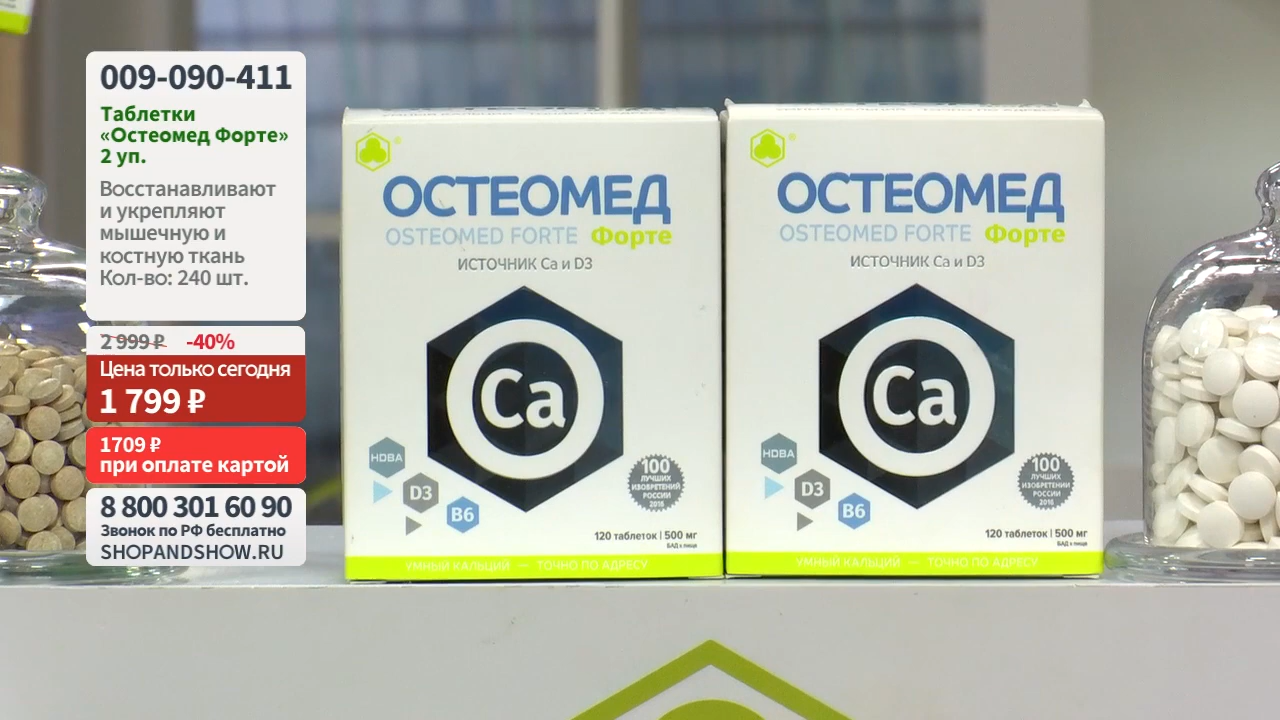 009-090-411
Таблетки
«Остеомед Форте»
2 уп.
Восстанавливают
и укрепляют
мышечную и
костную ткань
Кол-во: 240 шт.
2 999 ₽ -40%
Цена только сегодня
1 799 ₽
1709 ₽
при оплате картой
8 800 301 60 90
Звонок по РФ бесплатно
SHOPANDSHOW.RU
ОСТЕОМЕД
OSTEOMED FORTE Форте
ИСТОЧНИК Ca и D3
Ca
HDBA
D3
B6
100
ЛУЧШИХ
ИЗОБРЕТЕНИЙ
РОССИИ
120 таблеток | 500 мг
БАД к пище
УМНЫЙ КАЛЬЦИЙ — ТОЧНО ПО АДРЕСУ
ОСТЕОМЕД
OSTEOMED FORTE Форте
ИСТОЧНИК Ca и D3
Ca
HDBA
D3
B6
100
ЛУЧШИХ
ИЗОБРЕТЕНИЙ
РОССИИ
120 таблеток | 500 мг
БАД к пище
УМНЫЙ КАЛЬЦИЙ — ТОЧНО ПО АДРЕСУ